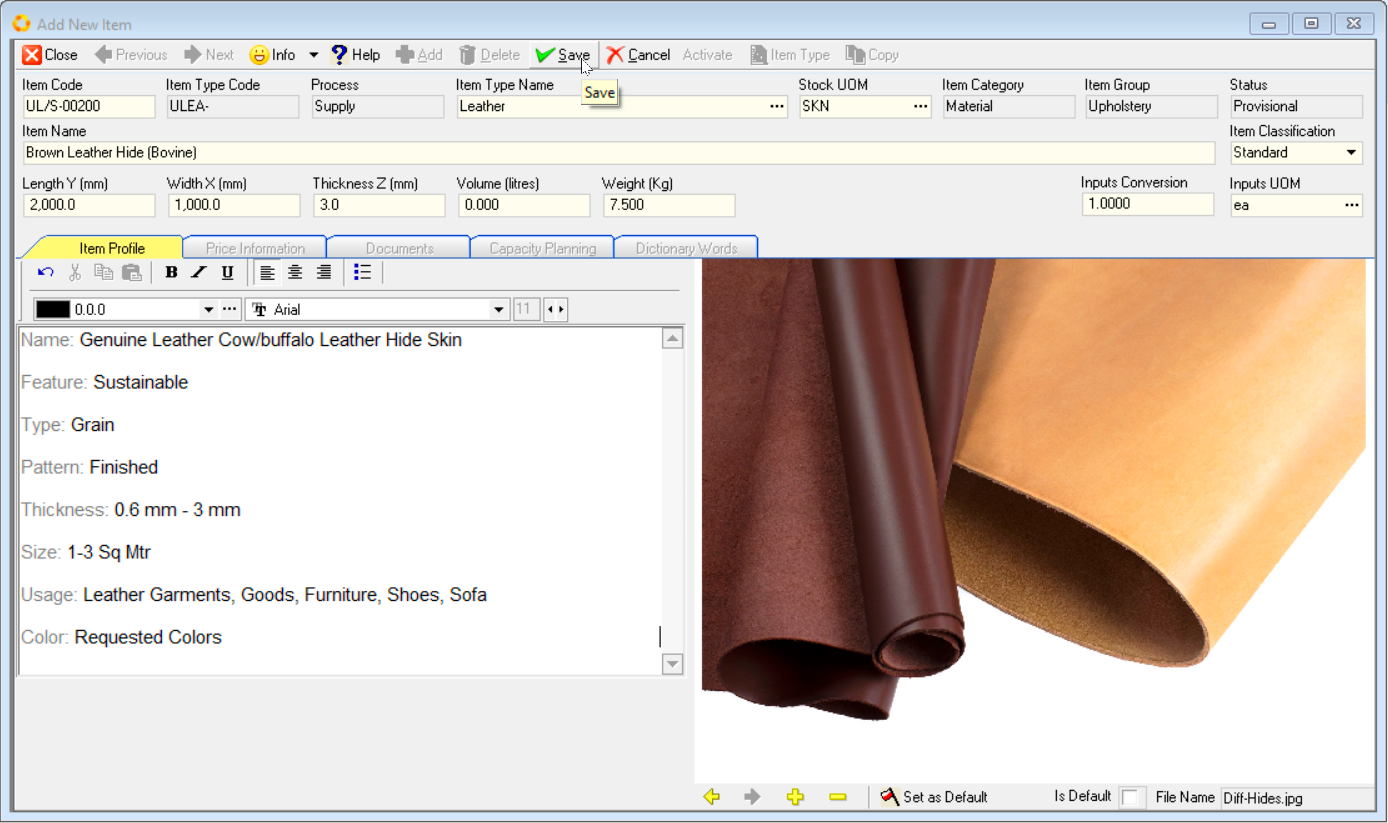 Add New Item
Close Previous Next Info Help Add Delete Save Cancel Activate Item Type Copy
Item Code Item Type Code Process Item Type Name Stock UOM Item Category Item Group Status
UL/S-00200 ULEA- Supply Leather ... SKN ... Material Upholstery Provisional
Save
Item Name Item Classification
Brown Leather Hide (Bovine) Standard
Length Y (mm) Width X (mm) Thickness Z (mm) Volume (litres) Weight (Kg) Inputs Conversion Inputs UOM
2,000.0 1,000.0 3.0 0.000 7.500 1.0000 ea ...
Item Profile Price Information Documents Capacity Planning Dictionary Words
B I U
0.0.0 ... Arial 11
Name: Genuine Leather Cow/buffalo Leather Hide Skin
Feature: Sustainable
Type: Grain
Pattern: Finished
Thickness: 0.6 mm - 3 mm
Size: 1-3 Sq Mtr
Usage: Leather Garments, Goods, Furniture, Shoes, Sofa
Color: Requested Colors
Set as Default Is Default File Name Diff-Hides.jpg